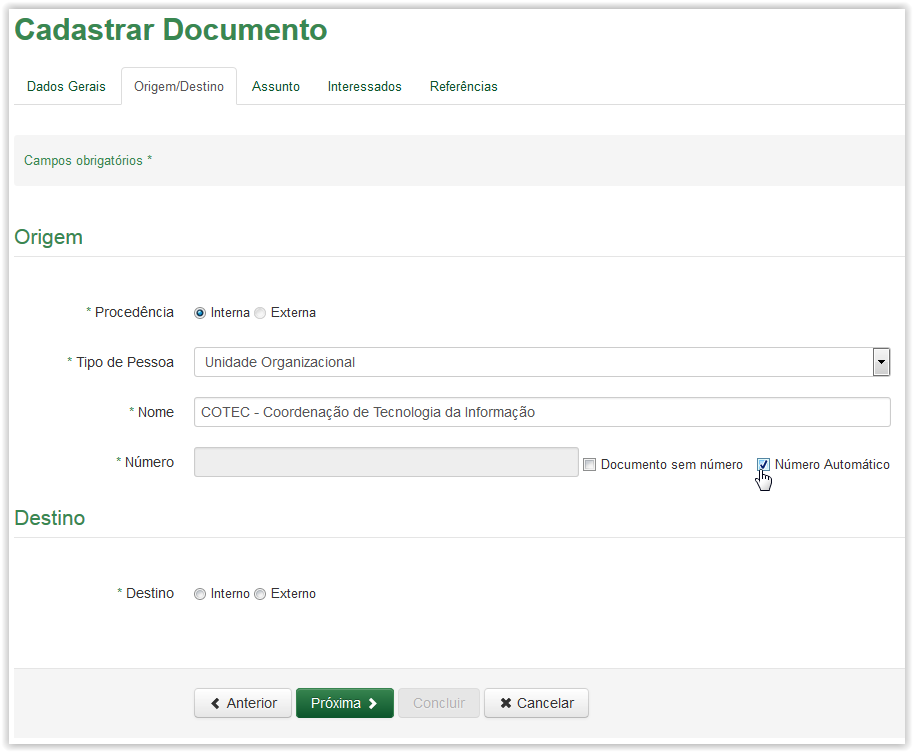 Cadastrar Documento
Dados Gerais Origem/Destino Assunto Interessados Referências
Campos obrigatórios *
Origem
* Procedência Interna Externa
* Tipo de Pessoa Unidade Organizacional
* Nome COTEC - Coordenação de Tecnologia da Informação
* Número Documento sem número Número Automático
Destino
* Destino Interno Externo
Anterior Próxima Concluir Cancelar